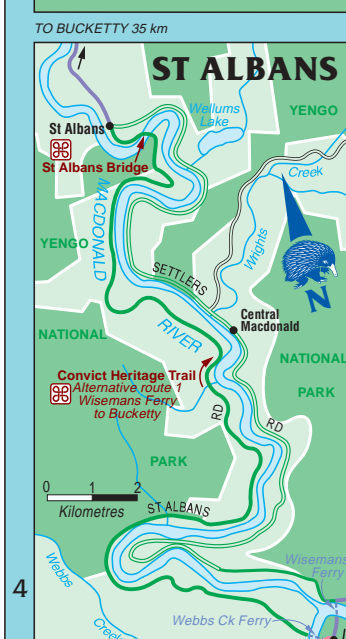 TO BUCKETTY 35 km
ST ALBANS
Wellums
Lake
YENGO
St Albans
St Albans Bridge
Creek
MACDONALD
Wrights
YENGO
SETTLERS
N
Central
Macdonald
RIVER
NATIONAL
NATIONAL
Convict Heritage Trail
Alternative route 1
Wisemans Ferry
to Bucketty
PARK
RD
RD
PARK
0 1 2
Kilometres
ST ALBANS
Wisemans
Ferry
Webbs
4
Webbs Ck Ferry
Creek